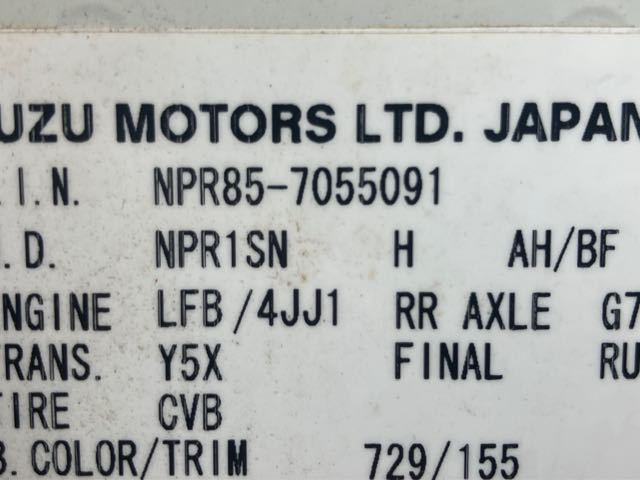 UZU MOTORS LTD. JAPAN
.I.N. NPR85-7055091
.D. NPR1SN H AH/BF
NGINE LFB/4JJ1 RR AXLE G7
TRANS. Y5X FINAL RU
TIRE CVB
B. COLOR/TRIM 729/155